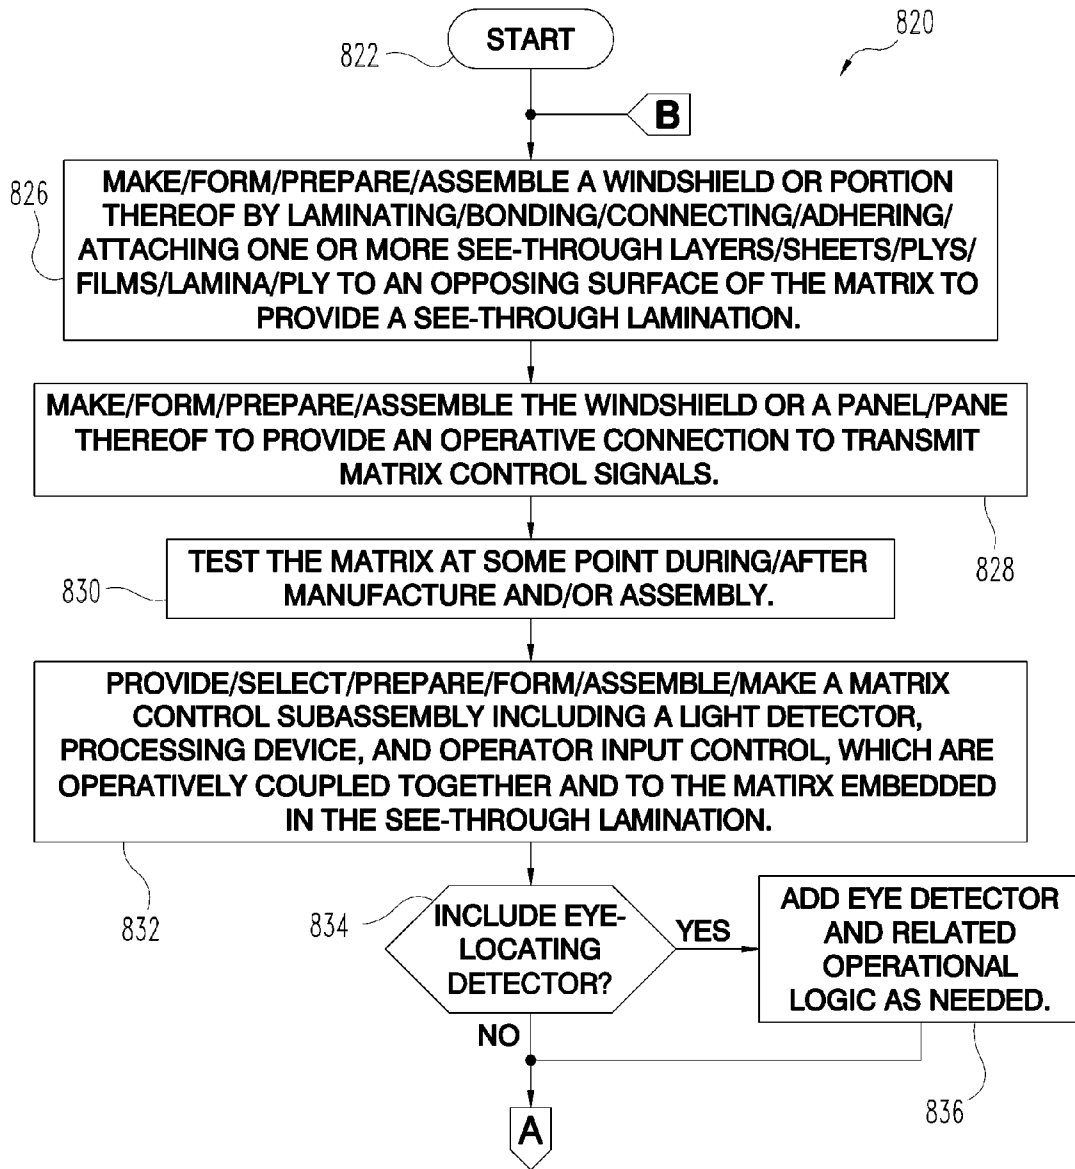 820
START
822
B
826
MAKE/FORM/PREPARE/ASSEMBLE A WINDSHIELD OR PORTION
THEREOF BY LAMINATING/BONDING/CONNECTING/ADHERING/
ATTACHING ONE OR MORE SEE-THROUGH LAYERS/SHEETS/PLYS/
FILMS/LAMINA/PLY TO AN OPPOSING SURFACE OF THE MATRIX TO
PROVIDE A SEE-THROUGH LAMINATION.
MAKE/FORM/PREPARE/ASSEMBLE THE WINDSHIELD OR A PANEL/PANE
THEREOF TO PROVIDE AN OPERATIVE CONNECTION TO TRANSMIT
MATRIX CONTROL SIGNALS.
828
830
TEST THE MATRIX AT SOME POINT DURING/AFTER
MANUFACTURE AND/OR ASSEMBLY.
PROVIDE/SELECT/PREPARE/FORM/ASSEMBLE/MAKE A MATRIX
CONTROL SUBASSEMBLY INCLUDING A LIGHT DETECTOR,
PROCESSING DEVICE, AND OPERATOR INPUT CONTROL, WHICH ARE
OPERATIVELY COUPLED TOGETHER AND TO THE MATIRX EMBEDDED
IN THE SEE-THROUGH LAMINATION.
832
834
INCLUDE EYE-
LOCATING
DETECTOR?
YES
ADD EYE DETECTOR
AND RELATED
OPERATIONAL
LOGIC AS NEEDED.
NO
836
A